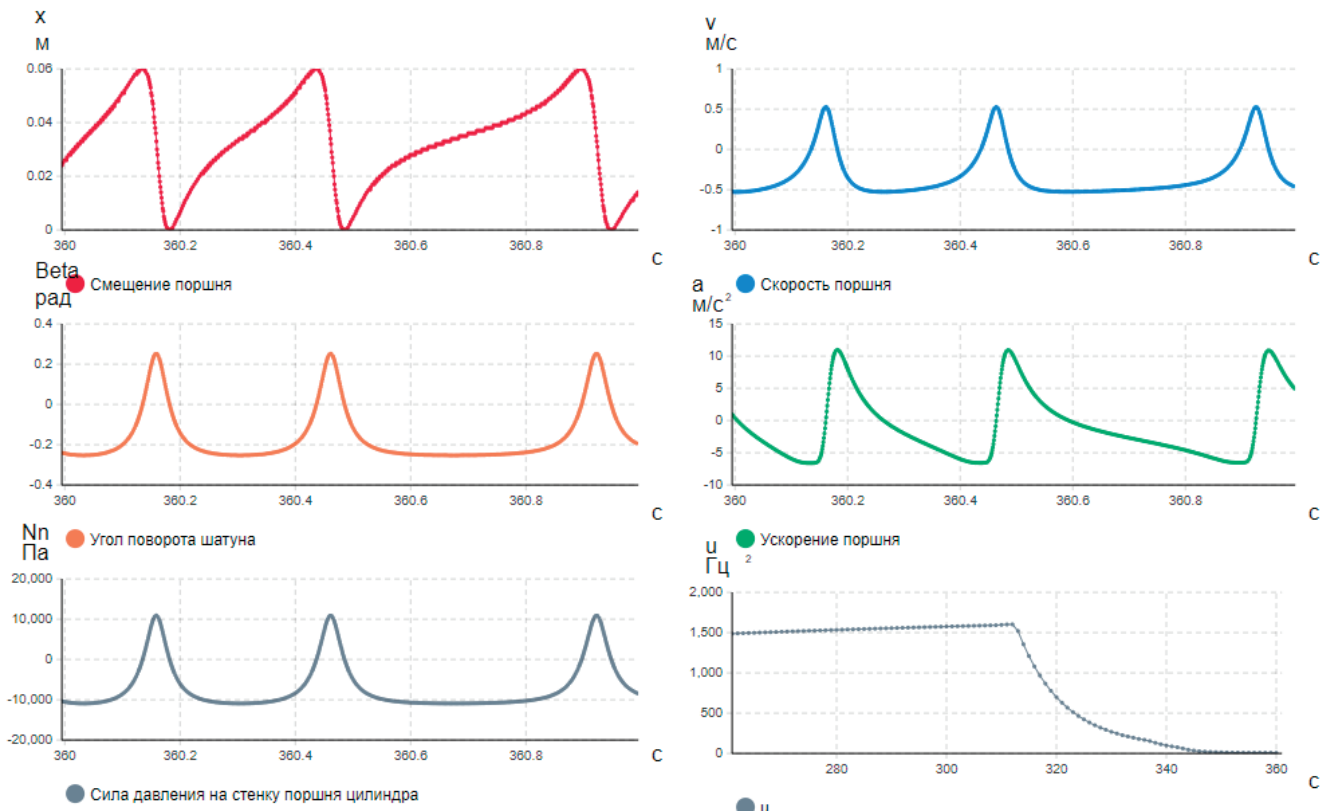 x
м
0.06
0.04
0.02
0
360
360.2
360.4
360.6
360.8
с
Смещение поршня
v
м/с
1
0.5
0
-0.5
-1
360
360.2
360.4
360.6
360.8
с
Скорость поршня
Beta
рад
0.4
0.2
0
-0.2
-0.4
360
360.2
360.4
360.6
360.8
с
Угол поворота шатуна
a
м/с²
15
10
5
0
-5
-10
360
360.2
360.4
360.6
360.8
с
Ускорение поршня
Nn
Па
20,000
10,000
0
-10,000
-20,000
360
360.2
360.4
360.6
360.8
с
Сила давления на стенку поршня цилиндра
u
Гц ²
2,000
1,500
1,000
500
0
280
300
320
340
360
с
u